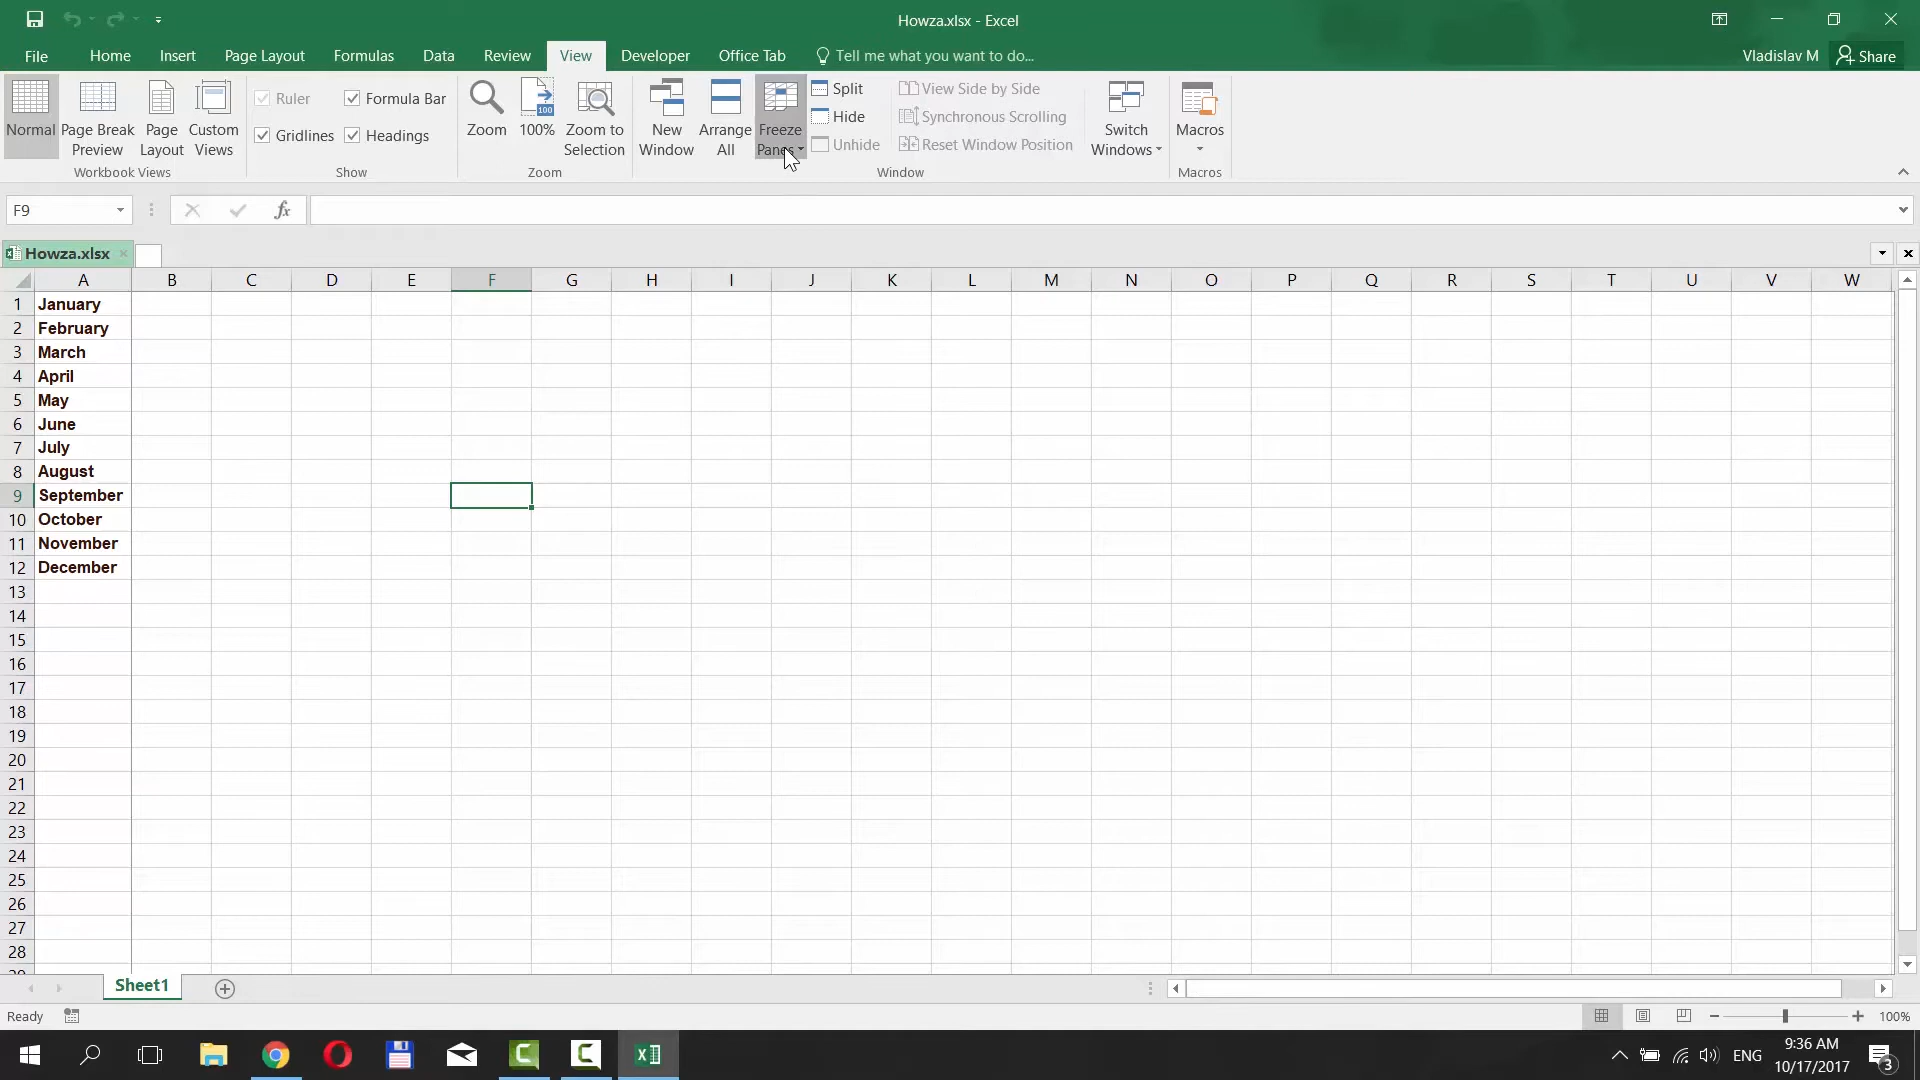 Howza.xlsx - Excel
File Home Insert Page Layout Formulas Data Review View Developer Office Tab Tell me what you want to do... Vladislav M Share
Normal
Page Break Preview
Page Layout
Custom Views
Workbook Views
Ruler
Formula Bar
Gridlines
Headings
Show
Zoom
100
100%
Zoom to Selection
Zoom
New Window
Arrange All
Freeze Panes
Split
Hide
Unhide
View Side by Side
Synchronous Scrolling
Reset Window Position
Window
Switch Windows
Macros
Macros
F9
fx
Howza.xlsx
A B C D E F G H I J K L M N O P Q R S T U V W
1 January
2 February
3 March
4 April
5 May
6 June
7 July
8 August
9 September
10 October
11 November
12 December
13
14
15
16
17
18
19
20
21
22
23
24
25
26
27
28
29
Sheet1
Ready
100%
ENG
9:36 AM
10/17/2017
3